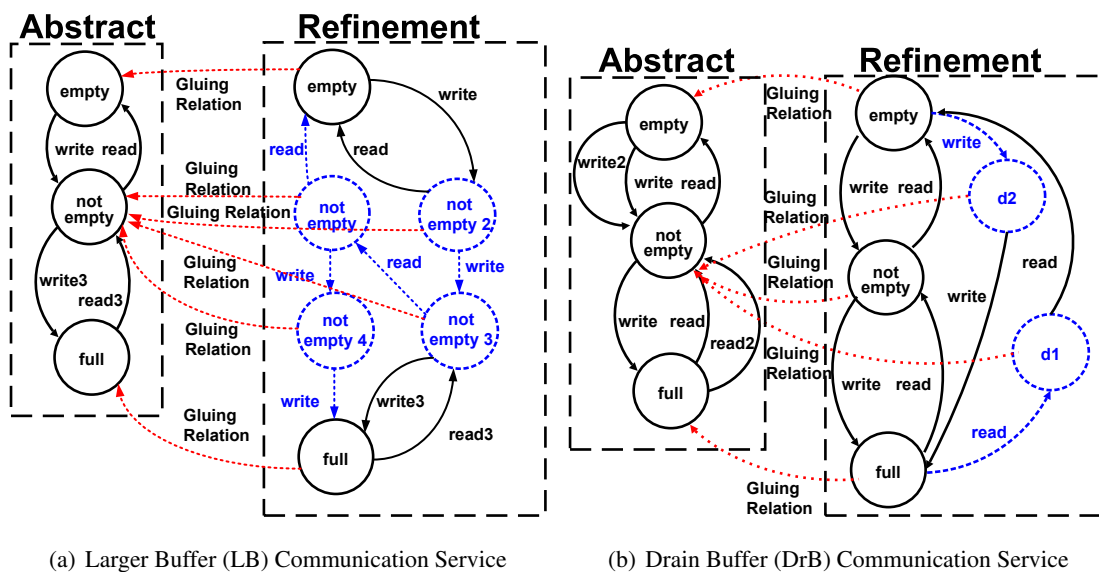 Abstract
Refinement
empty
write read
not
empty
write3
read3
full
Gluing
Relation
Gluing
Relation
Gluing Relation
Gluing
Relation
Gluing
Relation
Gluing
Relation
empty
write
read
read
not
empty
not
empty 2
write
read
write
not
empty 4
not
empty 3
write
write3
read3
full
Abstract
Refinement
empty
write2
write read
not
empty
write read
read2
full
Gluing
Relation
Gluing
Relation
Gluing
Relation
Gluing
Relation
Gluing
Relation
empty
write
d2
write read
not
empty
write
read
d1
write read
read
full
(a) Larger Buffer (LB) Communication Service
(b) Drain Buffer (DrB) Communication Service